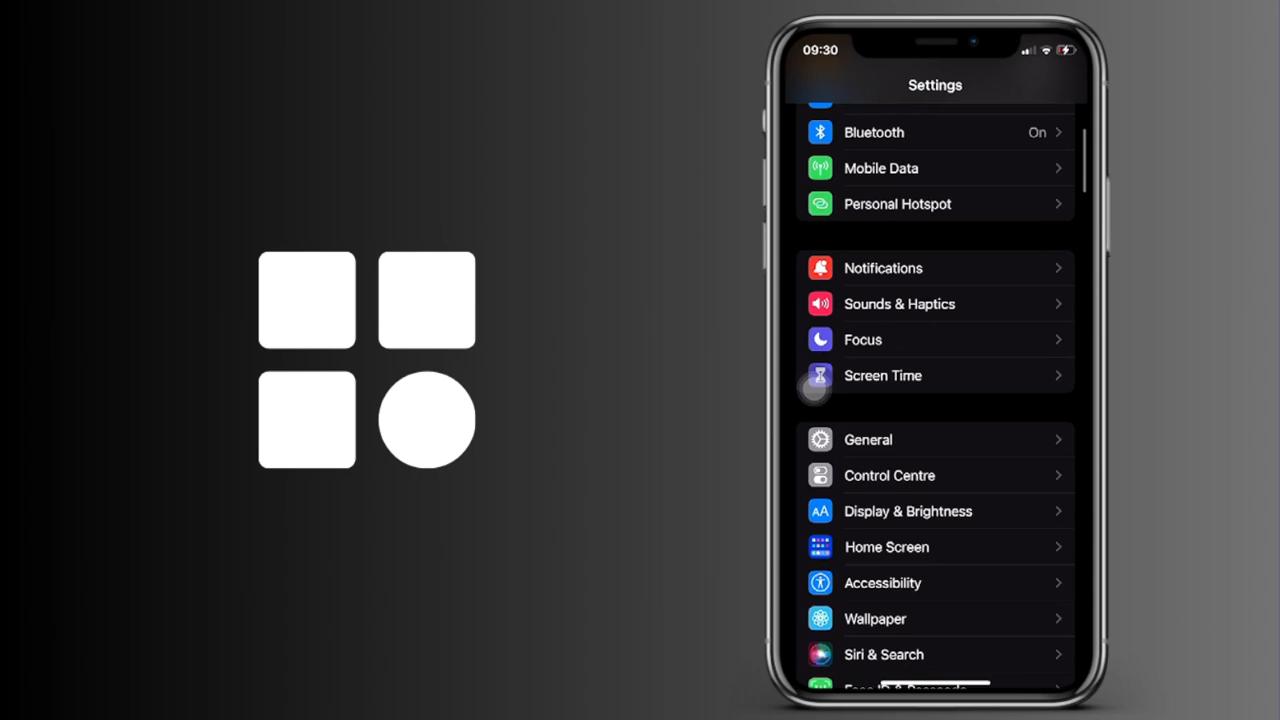 09:30
Settings
Bluetooth On
Mobile Data
Personal Hotspot
Notifications
Sounds & Haptics
Focus
Screen Time
General
Control Centre
Display & Brightness
Home Screen
Accessibility
Wallpaper
Siri & Search